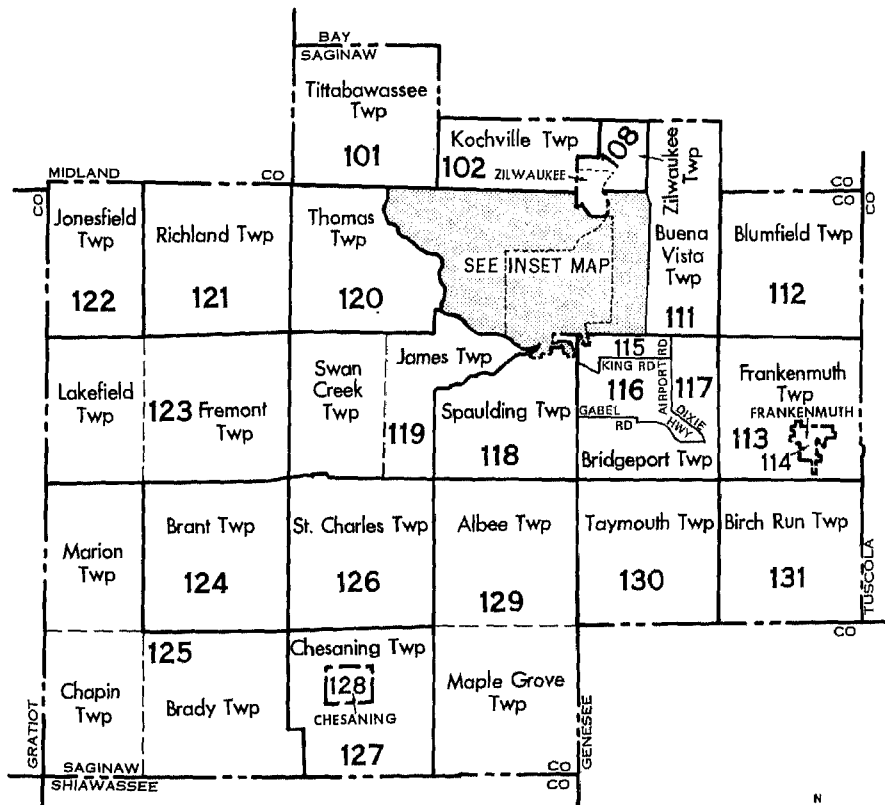 BAY
SAGINAW
Tittabawassee
Twp
101
Kochville Twp
102
ZILWAUKEE
108
Zilwaukee
Twp
MIDLAND
CO
CO
CO
CO
CO
Jonesfield
Twp
122
Richland Twp
121
Thomas
Twp
120
SEE INSET MAP
Buena
Vista
Twp
111
Blumfield Twp
112
Lakefield
Twp
123 Fremont
Twp
Swan
Creek
Twp
119
James Twp
Spaulding Twp
118
115
KING RD
116
AIRPORT RD
117
DIXIE
HWY
GABEL
RD
Bridgeport Twp
Frankenmuth
Twp
FRANKENMUTH
113
114
Marion
Twp
Brant Twp
124
St. Charles Twp
126
Albee Twp
129
Taymouth Twp
130
Birch Run Twp
131
TUSCOLA
CO
125
Chapin
Twp
Brady Twp
Chesaning Twp
128
CHESANING
127
Maple Grove
Twp
GRATIOT
GENESEE
SAGINAW
SHIAWASSEE
CO
CO
N